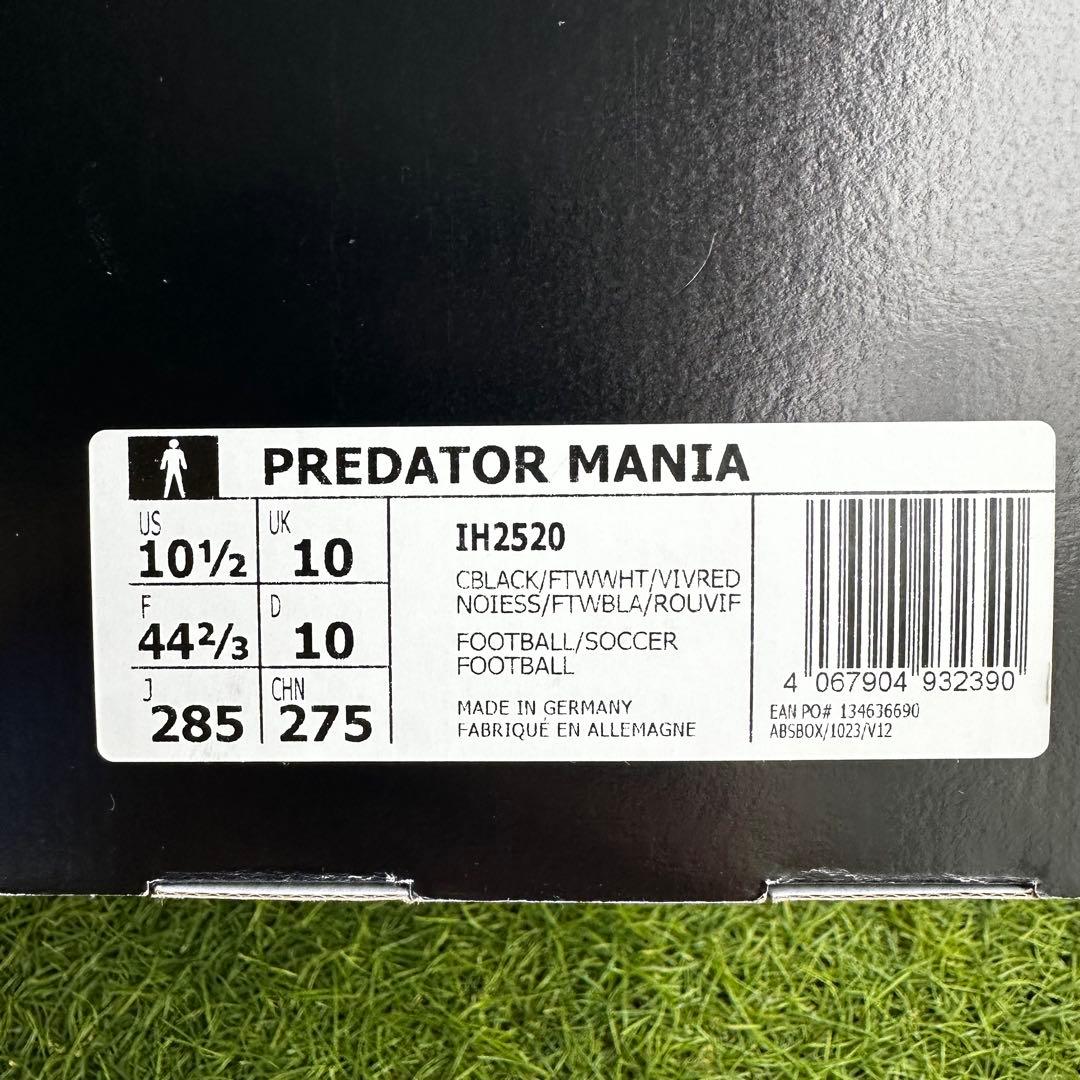 PREDATOR MANIA
US 10½
UK 10
F 44⅔
D 10
J 285
CHN 275
IH2520
CBLACK/FTWWHT/VIVRED
NOIESS/FTWBLA/ROUVIF
FOOTBALL/SOCCER
FOOTBALL
MADE IN GERMANY
FABRIQUÉ EN ALLEMAGNE
4 067904 932390
EAN PO# 134636690
ABSBOX/1023/V12